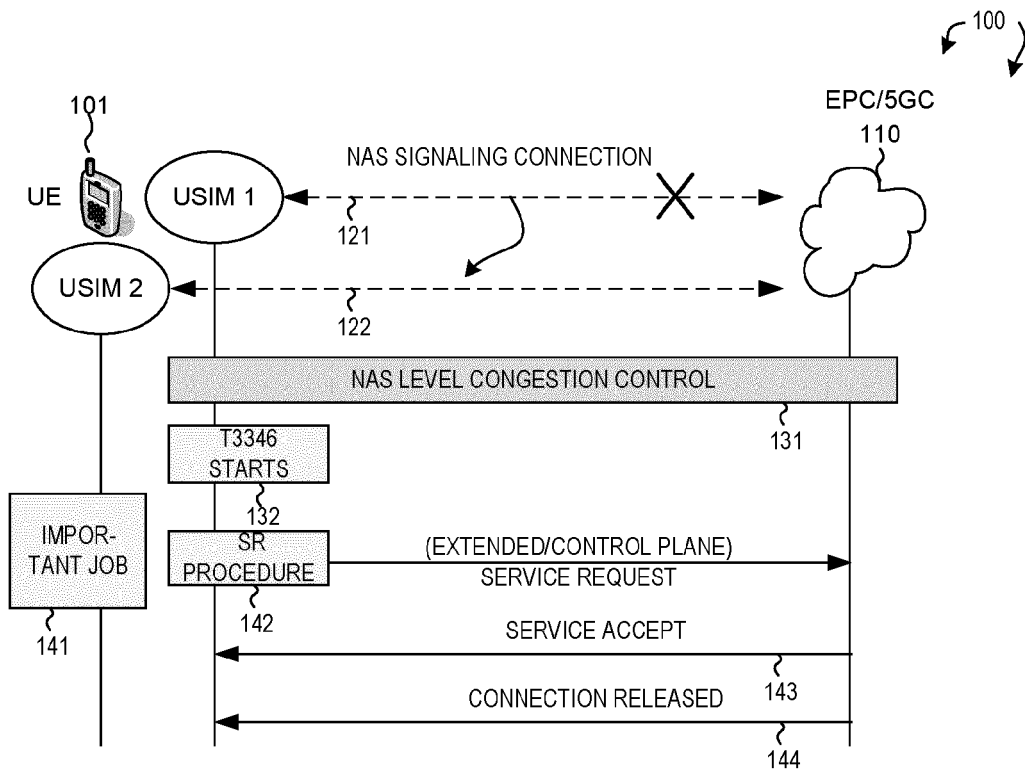 100
101
EPC/5GC
110
NAS SIGNALING CONNECTION
UE
USIM 1
121
USIM 2
122
NAS LEVEL CONGESTION CONTROL
131
T3346
STARTS
132
IMPOR-
TANT JOB
141
SR
PROCEDURE
142
(EXTENDED/CONTROL PLANE)
SERVICE REQUEST
SERVICE ACCEPT
143
CONNECTION RELEASED
144